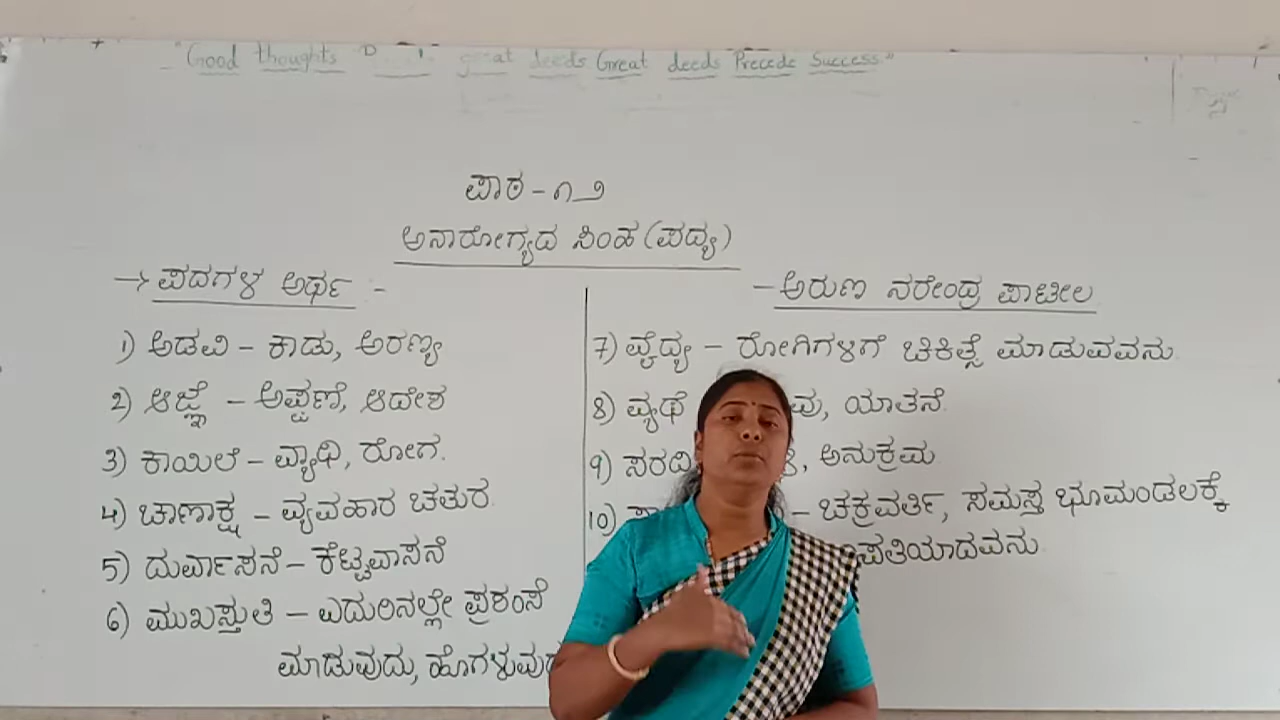 "Good thoughts great deeds Great deeds Precede Success"
ಪಾಠ - ೧೨
ಅನಾರೋಗ್ಯದ ಸಿಂಹ (ಪದ್ಯ)
→ ಪದಗಳ ಅರ್ಥ :-
- ಅರುಣ ನರೇಂದ್ರ ಪಾಟೀಲ
1) ಅಡವಿ - ಕಾಡು, ಅರಣ್ಯ
2) ಆಜ್ಞೆ - ಅಪ್ಪಣೆ, ಆದೇಶ
3) ಕಾಯಿಲೆ - ವ್ಯಾಧಿ, ರೋಗ.
4) ಚಾಣಾಕ್ಷ - ವ್ಯವಹಾರ ಚತುರ.
5) ದುರ್ವಾಸನೆ - ಕೆಟ್ಟವಾಸನೆ
6) ಮುಖಸ್ತುತಿ - ಎದುರಿನಲ್ಲೇ ಪ್ರಶಂಸೆ
ಮಾಡುವುದು, ಹೊಗಳುವುದ
7) ವೈದ್ಯ - ರೋಗಿಗಳಿಗೆ ಚಿಕಿತ್ಸೆ ಮಾಡುವವನು.
8) ವ್ಯಥೆ ವು, ಯಾತನೆ.
9) ಸರದಿ ಳಿ, ಅನುಕ್ರಮ
10) - ಚಕ್ರವರ್ತಿ, ಸಮಸ್ತ ಭೂಮಂಡಲಕ್ಕೆ
ಪತಿಯಾದವನು.